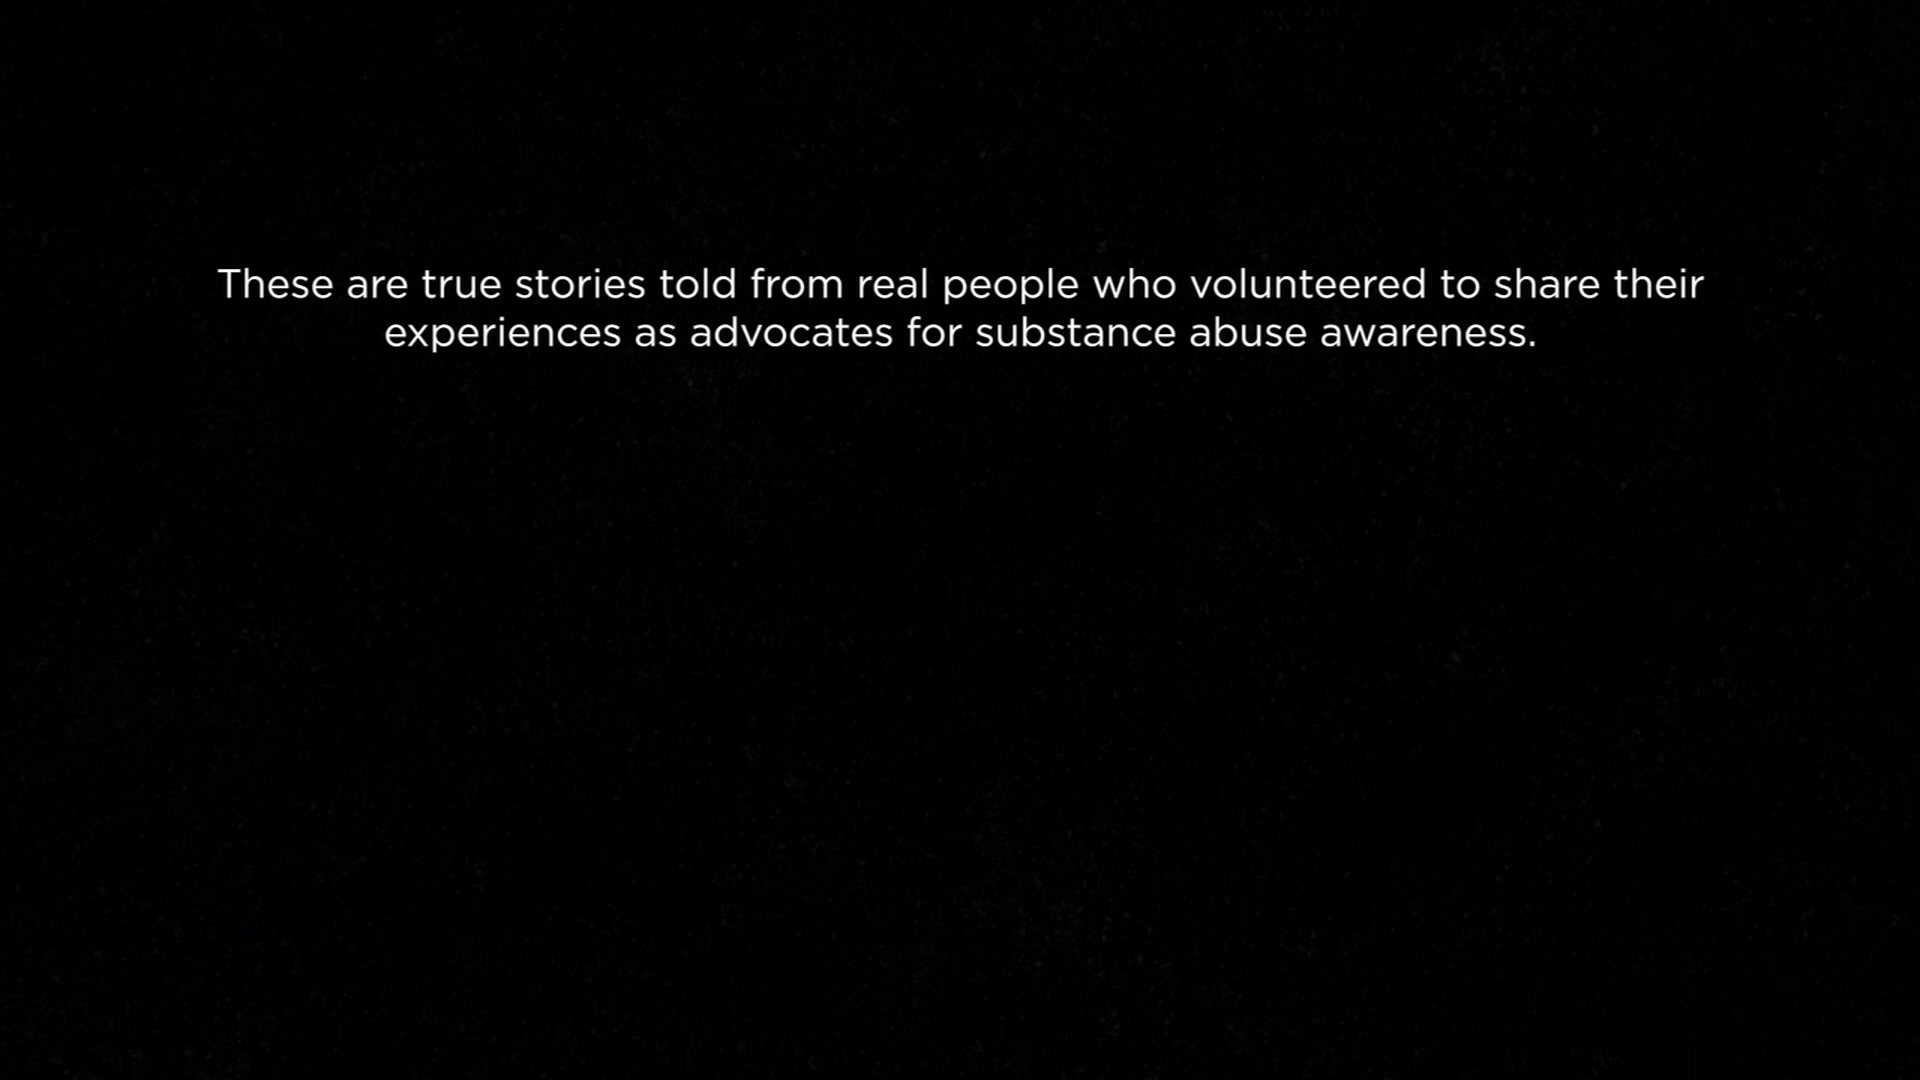 These are true stories told from real people who volunteered to share their
experiences as advocates for substance abuse awareness.